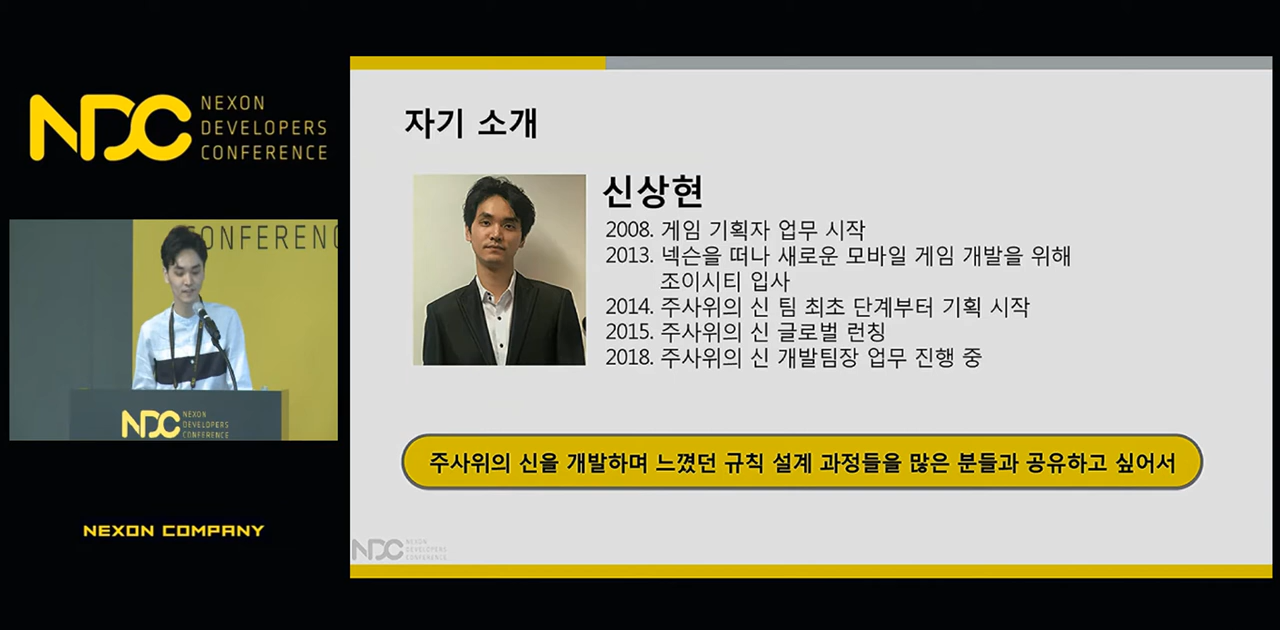 NDC
NEXON
DEVELOPERS
CONFERENCE
CONFERENC
NDC
NEXON
DEVELOPERS
CONFERENCE
NEXON COMPANY
자기 소개
신상현
2008. 게임 기획자 업무 시작
2013. 넥슨을 떠나 새로운 모바일 게임 개발을 위해
조이시티 입사
2014. 주사위의 신 팀 최초 단계부터 기획 시작
2015. 주사위의 신 글로벌 런칭
2018. 주사위의 신 개발팀장 업무 진행 중
주사위의 신을 개발하며 느꼈던 규칙 설계 과정들을 많은 분들과 공유하고 싶어서
NDC
NEXON
DEVELOPERS
CONFERENCE